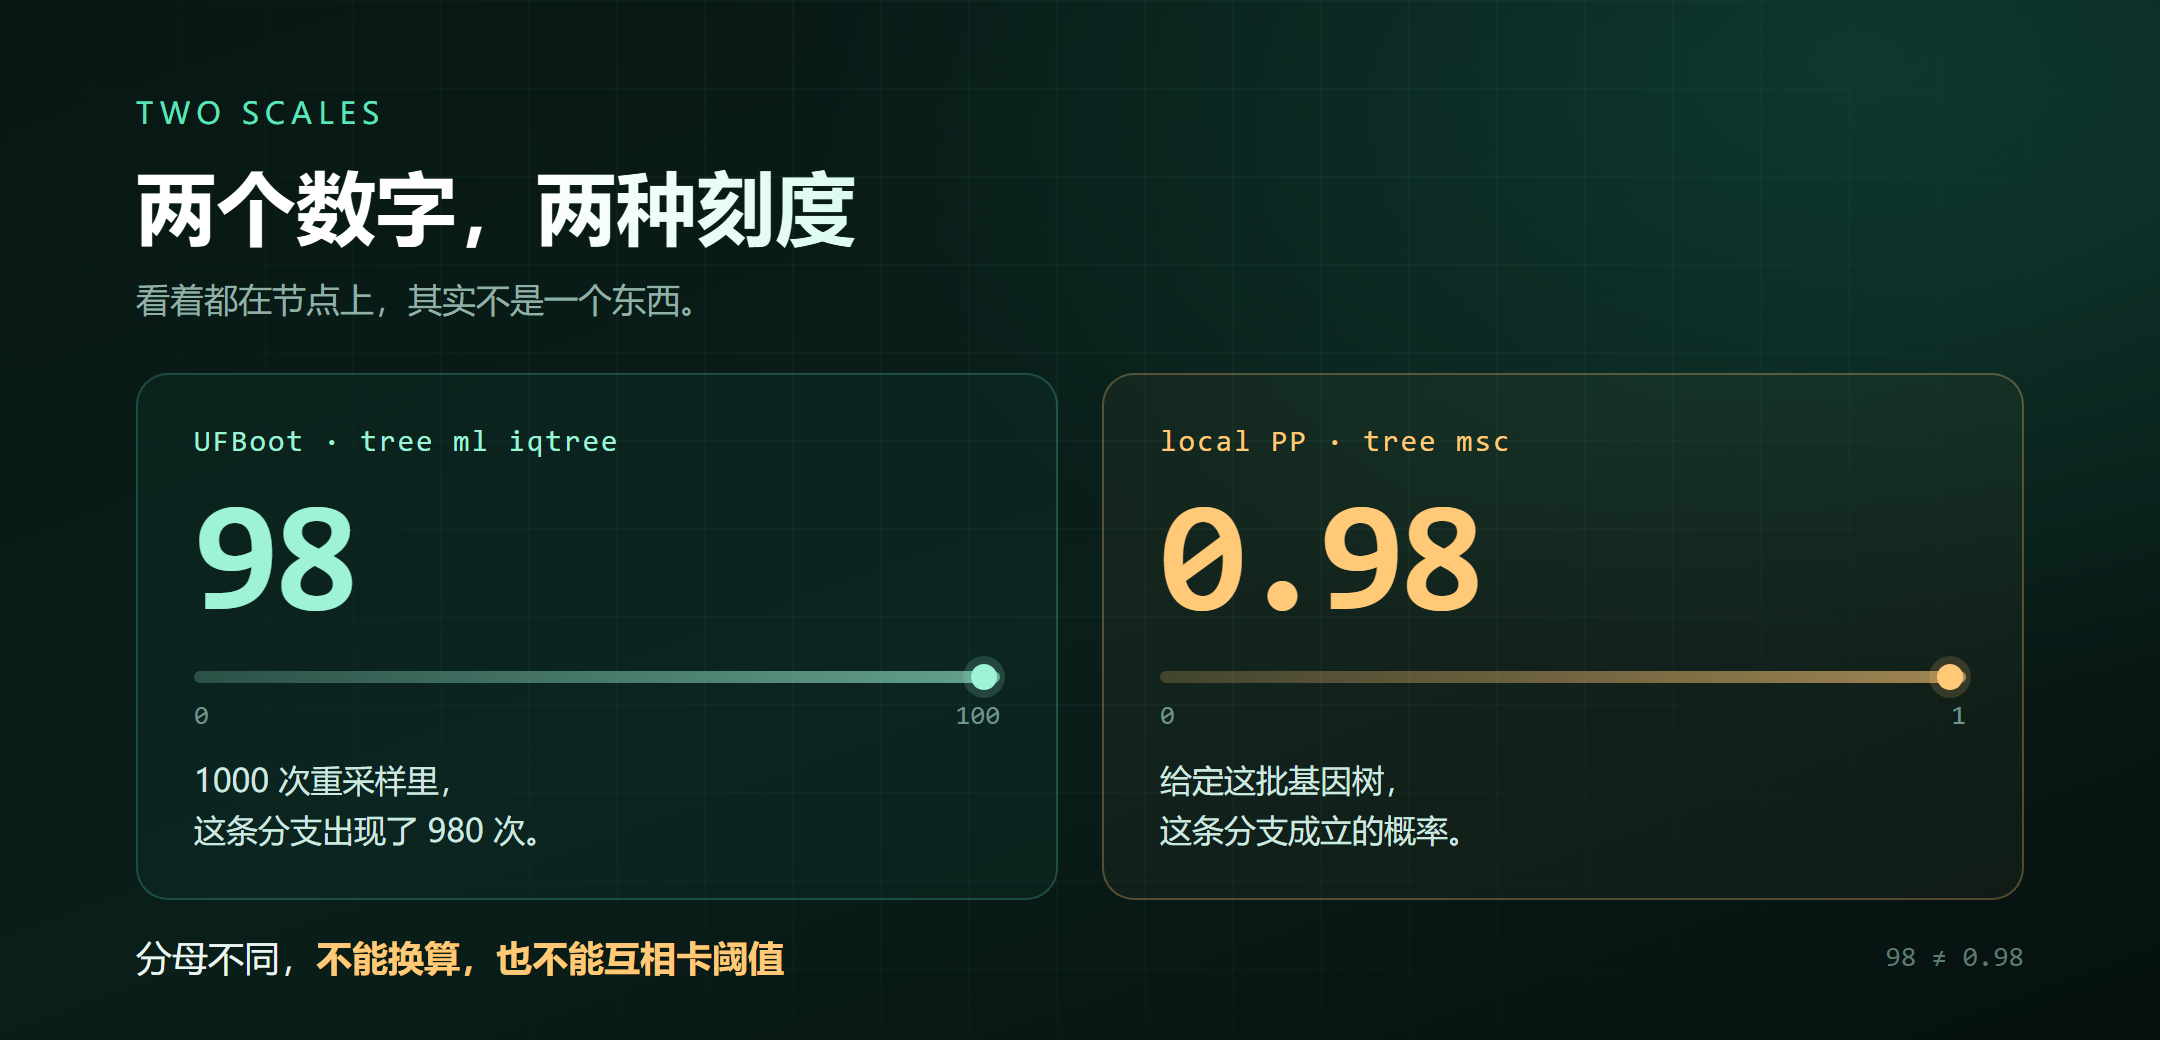 TWO SCALES
两个数字，两种刻度
看着都在节点上，其实不是一个东西。
UFBoot · tree ml iqtree
98
0 100
1000 次重采样里，
这条分支出现了 980 次。
local PP · tree msc
0.98
0 1
给定这批基因树，
这条分支成立的概率。
分母不同，不能换算，也不能互相卡阈值
98 ≠ 0.98